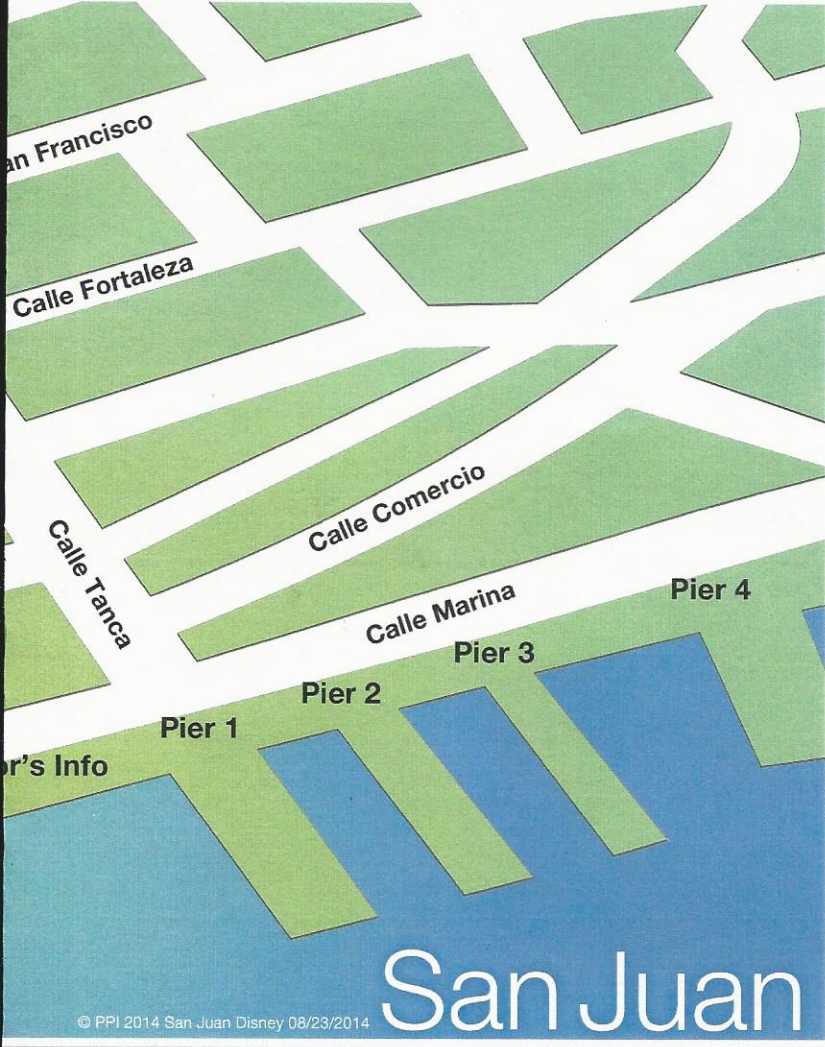 an Francisco
Calle Fortaleza
Calle Comercio
Calle Tanca
Calle Marina
Pier 4
Pier 3
Pier 2
Pier 1
or's Info
San Juan
© PPI 2014 San Juan Disney 08/23/2014